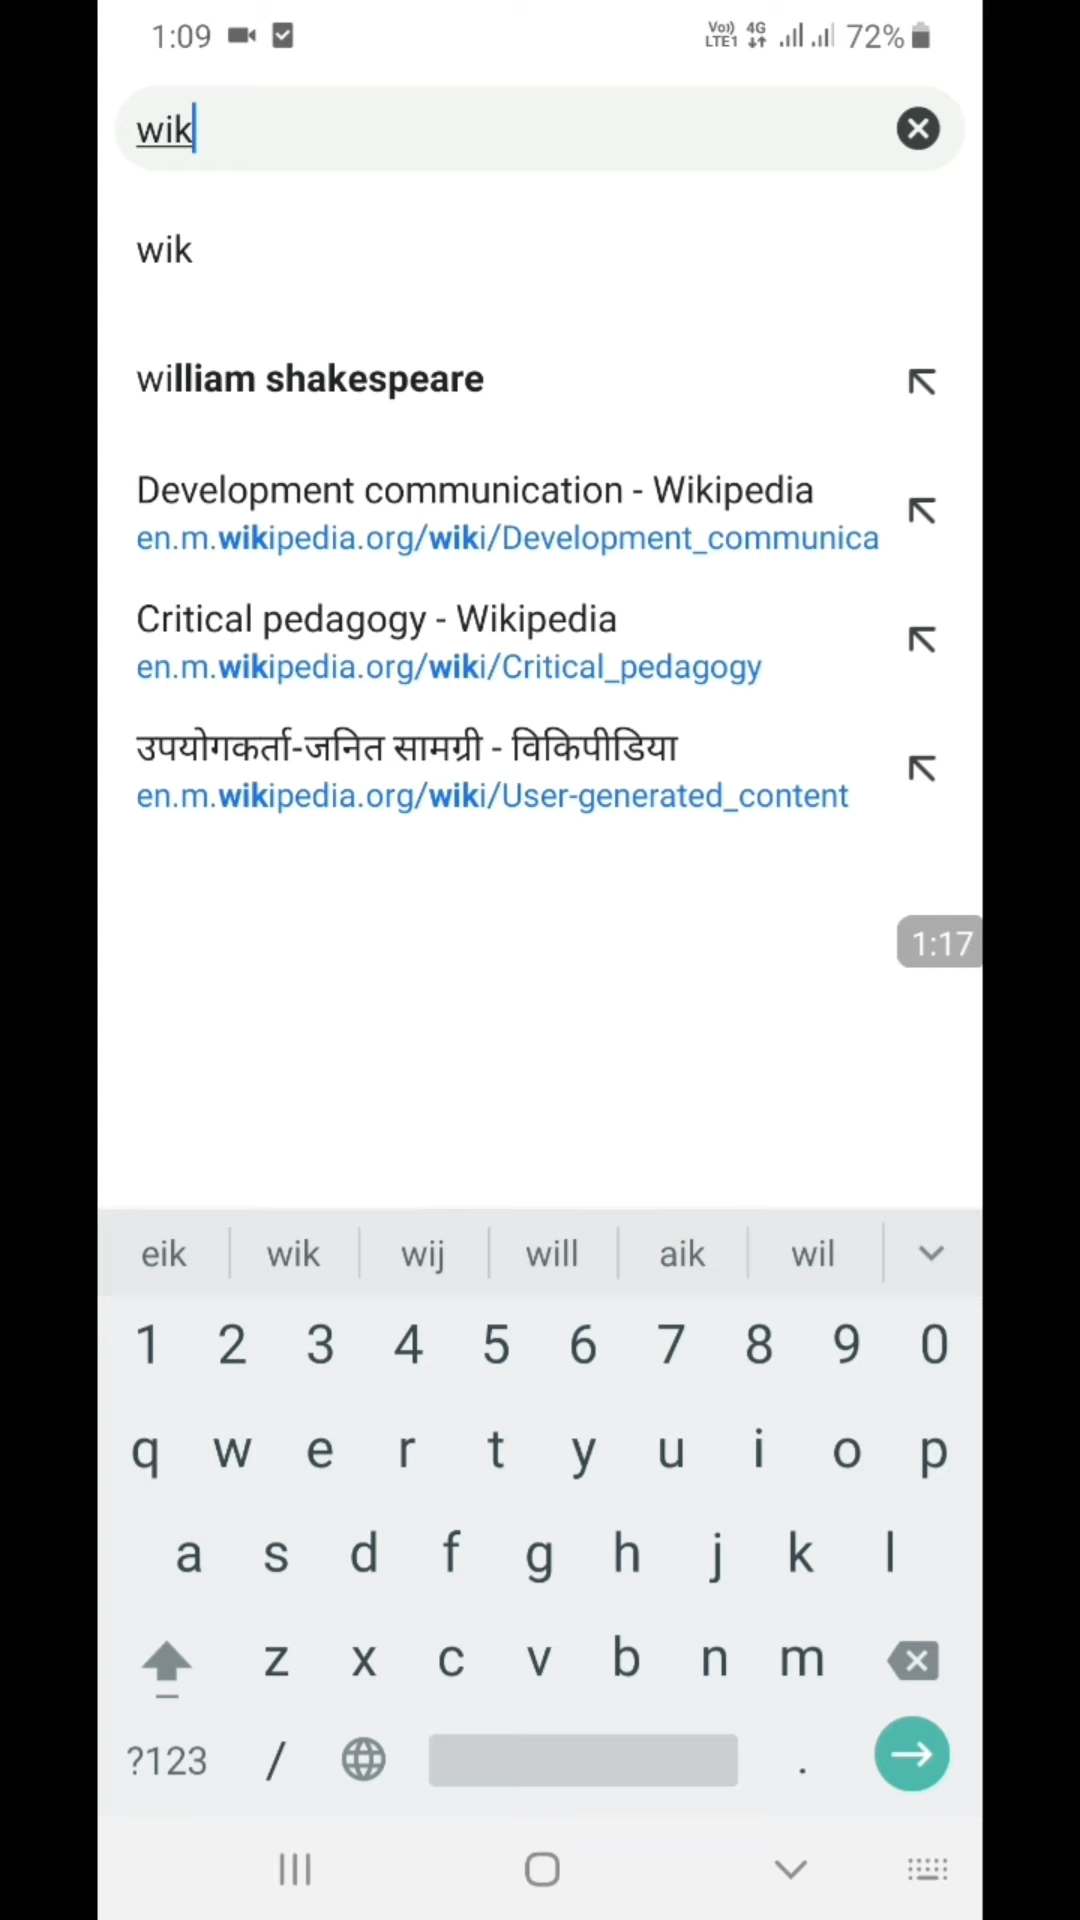 1:09
Vo)) LTE1 4G 72%
wik
wik
william shakespeare
Development communication - Wikipedia
en.m.wikipedia.org/wiki/Development_communica
Critical pedagogy - Wikipedia
en.m.wikipedia.org/wiki/Critical_pedagogy
उपयोगकर्ता-जनित सामग्री - विकिपीडिया
en.m.wikipedia.org/wiki/User-generated_content
1:17
eik wik wij will aik wil
1 2 3 4 5 6 7 8 9 0
q w e r t y u i o p
a s d f g h j k l
z x c v b n m
?123 / .